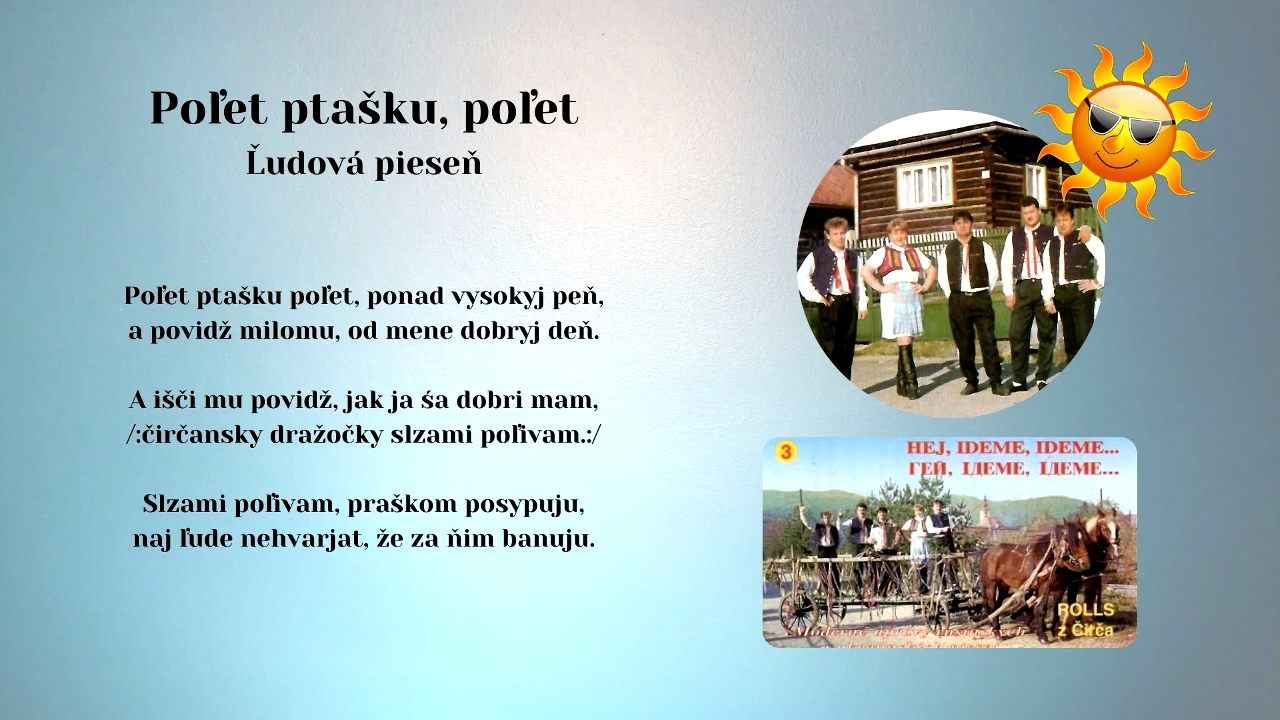 Poľet ptašku, poľet
Ľudová pieseň
Poľet ptašku poľet, ponad vysokyj peň,
a povidž milomu, od mene dobryj deň.
A išči mu povidž, jak ja śa dobri mam,
/:čirčansky dražočky slzami poľivam.:/
Slzami poľivam, praškom posypuju,
naj ľude nehvarjat, že za ňim banuju.
3
HEJ, IDEME, IDEME...
ГЕЙ, ІДЕМЕ, ІДЕМЕ...
ROLLS
z Čirča